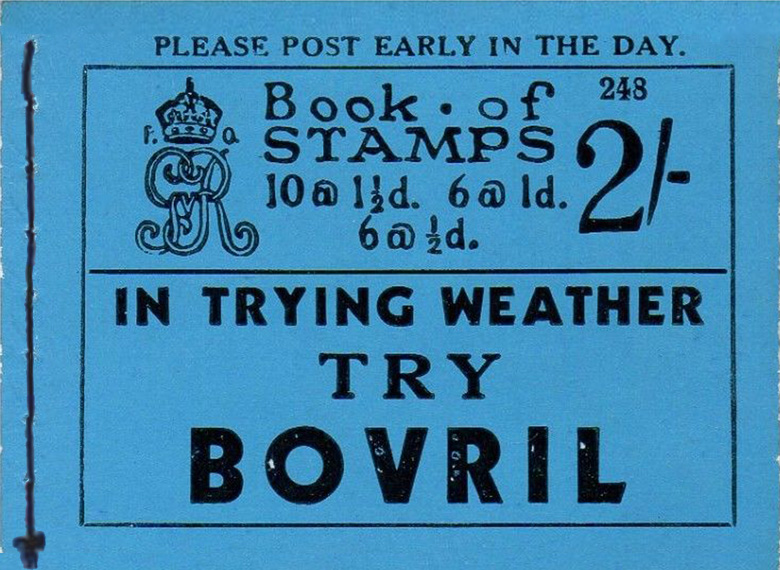 PLEASE POST EARLY IN THE DAY.
248
Book · of
STAMPS
2/-
10 @ 1½d. 6 @ 1d.
6 @ ½d.
IN TRYING WEATHER
TRY
BOVRIL